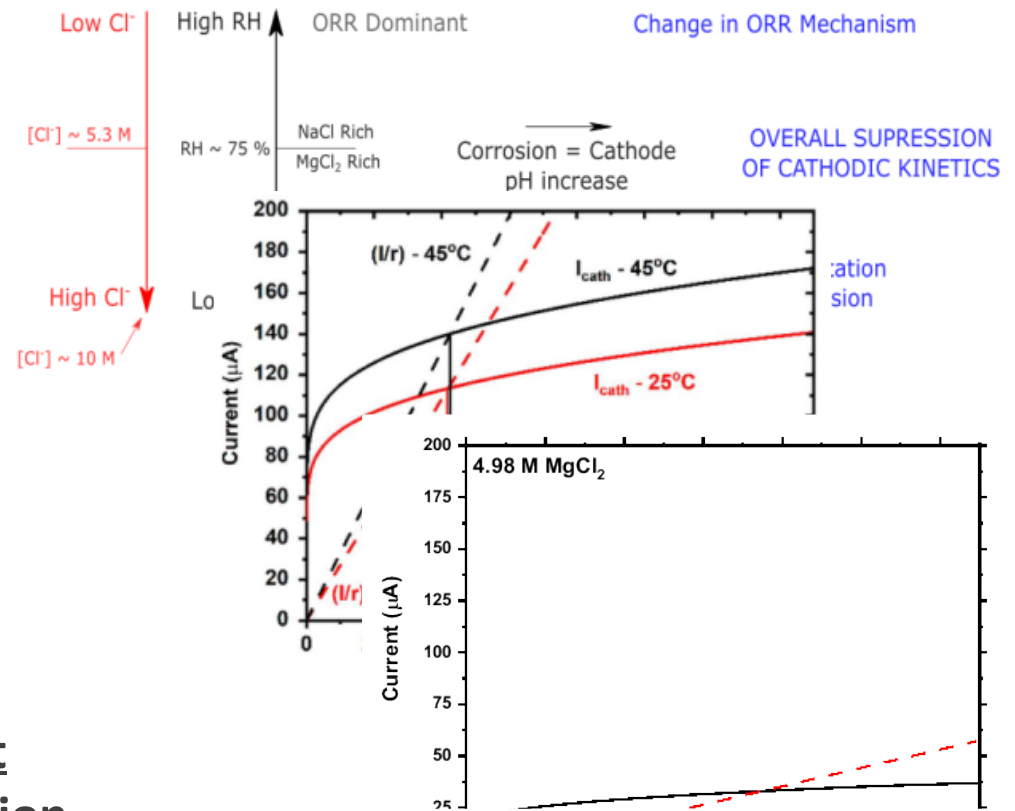 Low Cl⁻
High RH
ORR Dominant
Change in ORR Mechanism
[Cl⁻] ~ 5.3 M
RH ~ 75 %
NaCl Rich
MgCl₂ Rich
Corrosion = Cathode
pH increase
OVERALL SUPRESSION
OF CATHODIC KINETICS
High Cl⁻
[Cl⁻] ~ 10 M
Current (μA)
200
180
160
140
120
100
80
60
40
20
0
0
(I/r) - 45°C
I_cath - 45°C
I_cath - 25°C
(I/r)
4.98 M MgCl₂
Current (μA)
200
175
150
125
100
75
50
25